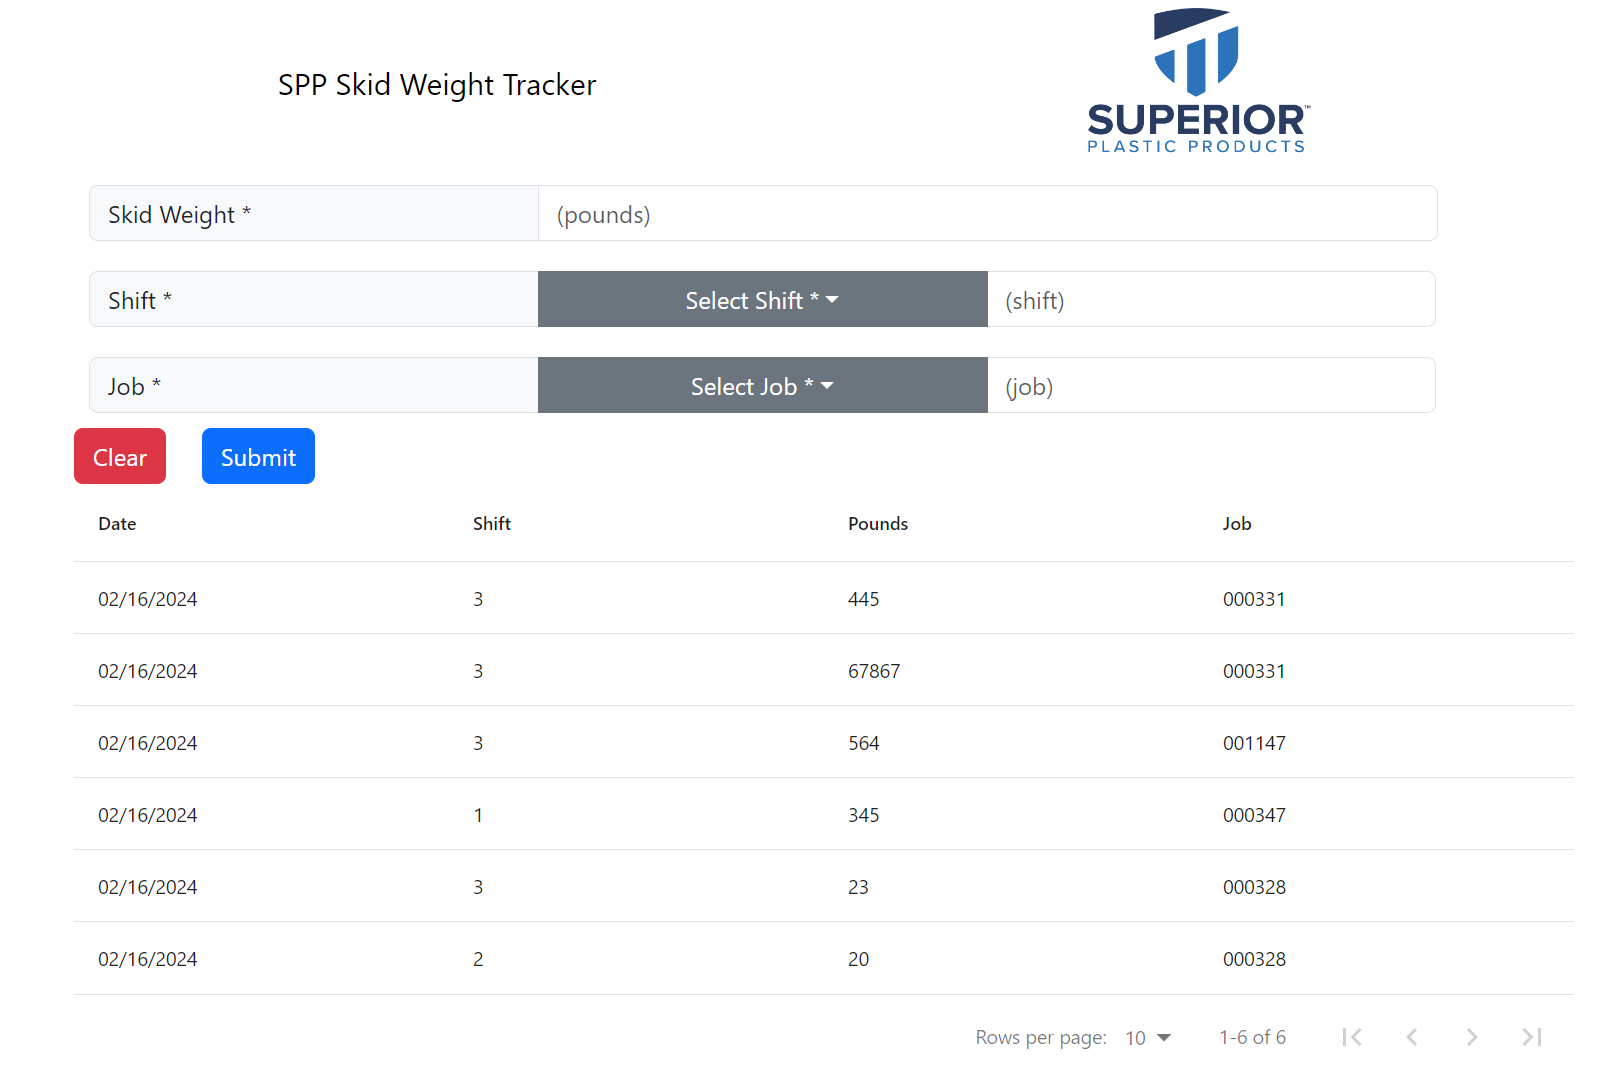 SPP Skid Weight Tracker
SUPERIOR™
PLASTIC PRODUCTS
Skid Weight * (pounds)
Shift * Select Shift * (shift)
Job * Select Job * (job)
Clear Submit
Date Shift Pounds Job
02/16/2024 3 445 000331
02/16/2024 3 67867 000331
02/16/2024 3 564 001147
02/16/2024 1 345 000347
02/16/2024 3 23 000328
02/16/2024 2 20 000328
Rows per page: 10 1-6 of 6